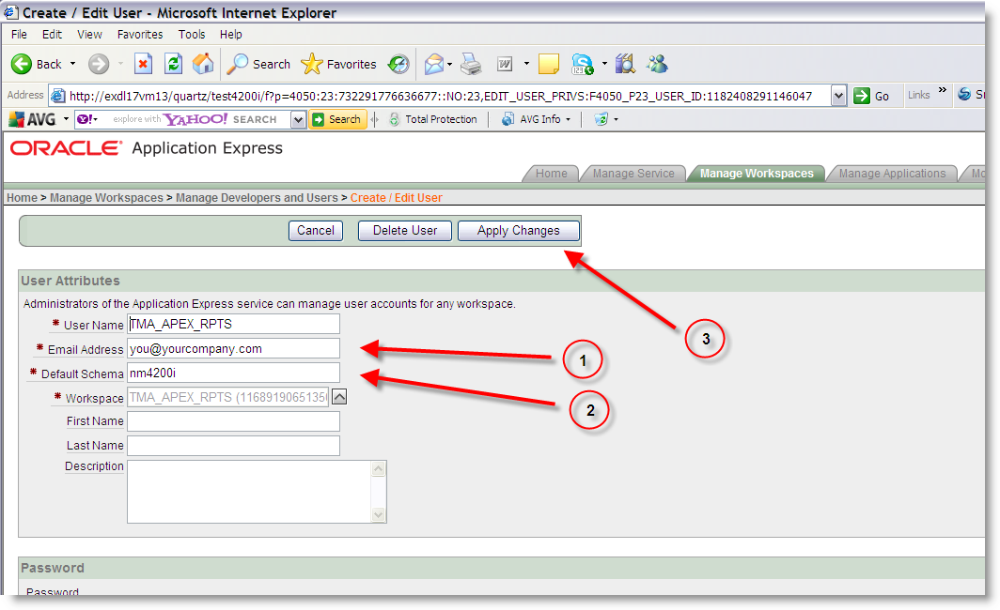 Create / Edit User - Microsoft Internet Explorer
File Edit View Favorites Tools Help
Back Search Favorites
Address http://exdl17vm13/quartz/test4200i/f?p=4050:23:732291776636677::NO:23,EDIT_USER_PRIVS:F4050_P23_USER_ID:1182408291146047 Go Links »
AVG Y! explore with YAHOO! SEARCH Search Total Protection AVG Info
ORACLE Application Express
Home Manage Service Manage Workspaces Manage Applications Mo
Home > Manage Workspaces > Manage Developers and Users > Create / Edit User
Cancel Delete User Apply Changes
User Attributes
Administrators of the Application Express service can manage user accounts for any workspace.
* User Name TMA_APEX_RPTS
3
* Email Address you@yourcompany.com
1
* Default Schema nm4200i
* Workspace TMA_APEX_RPTS (1168919065135(
2
First Name
Last Name
Description
Password
Password